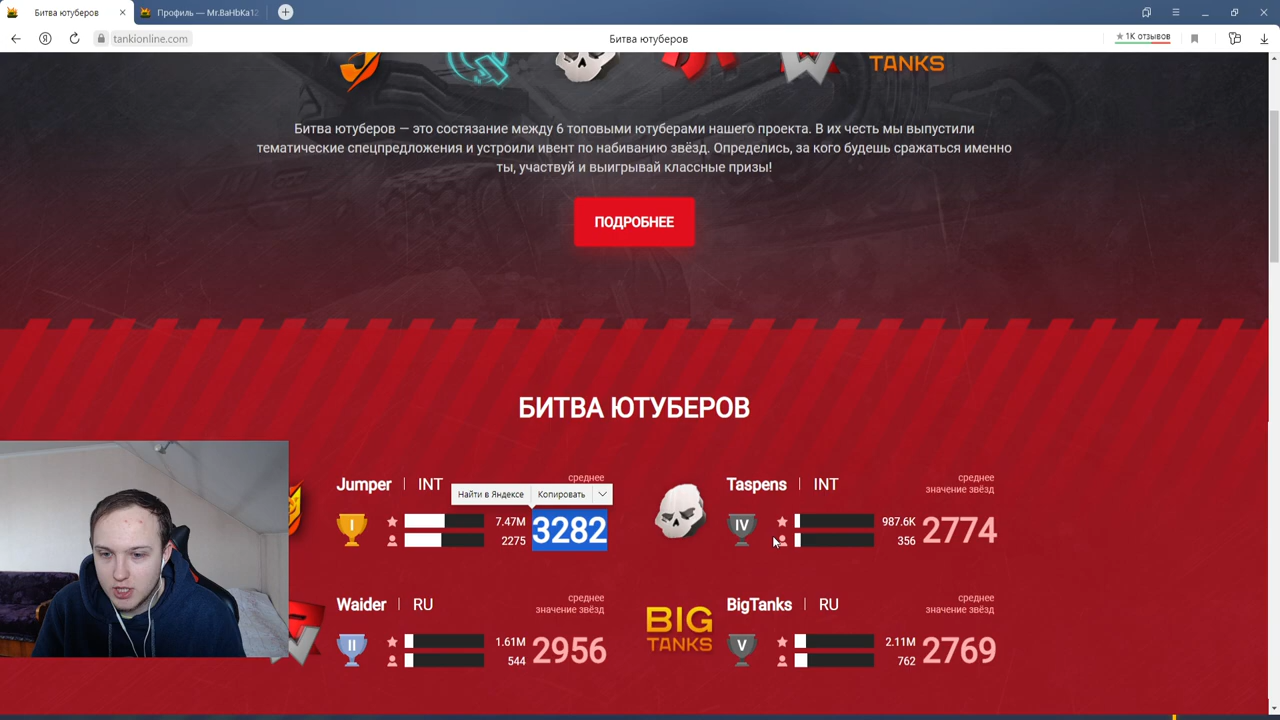 Битва ютуберов
Профиль — Mr.BaHbKa12
tankionline.com
Битва ютуберов
1К отзывов
TANKS
Битва ютуберов — это состязание между 6 топовыми ютуберами нашего проекта. В их честь мы выпустили
тематические спецпредложения и устроили ивент по набиванию звёзд. Определись, за кого будешь сражаться именно
ты, участвуй и выигрывай классные призы!
ПОДРОБНЕЕ
БИТВА ЮТУБЕРОВ
Jumper | INT
среднее
Найти в Яндексе
Копировать
I
7.47M
2275
3282
Taspens | INT
среднее
значение звёзд
IV
987.6K
356
2774
Waider | RU
среднее
значение звёзд
II
1.61M
544
2956
BIG
TANKS
BigTanks | RU
среднее
значение звёзд
V
2.11M
762
2769